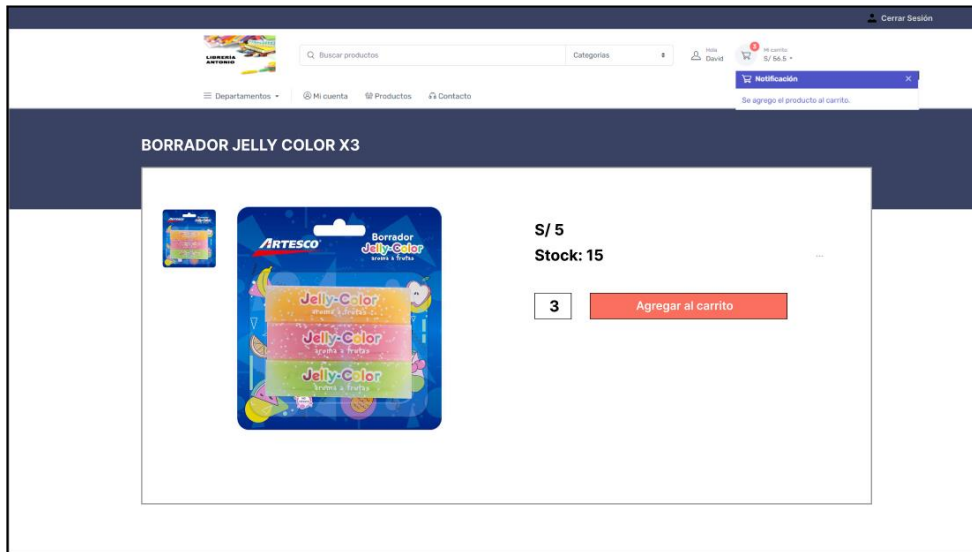 Cerrar Sesión
LIBRERÍA
ANTONIO
Buscar productos
Categorias
Hola
David
3
Mi carrito
S/ 56.5
Notificación
Se agrego el producto al carrito.
Departamentos
Mi cuenta
Productos
Contacto
BORRADOR JELLY COLOR X3
ARTESCO
Borrador
Jelly-Color
aroma a frutas
Jelly-Color
aroma a frutas
Jelly-Color
aroma a frutas
Jelly-Color
aroma a frutas
S/ 5
Stock: 15
3
Agregar al carrito